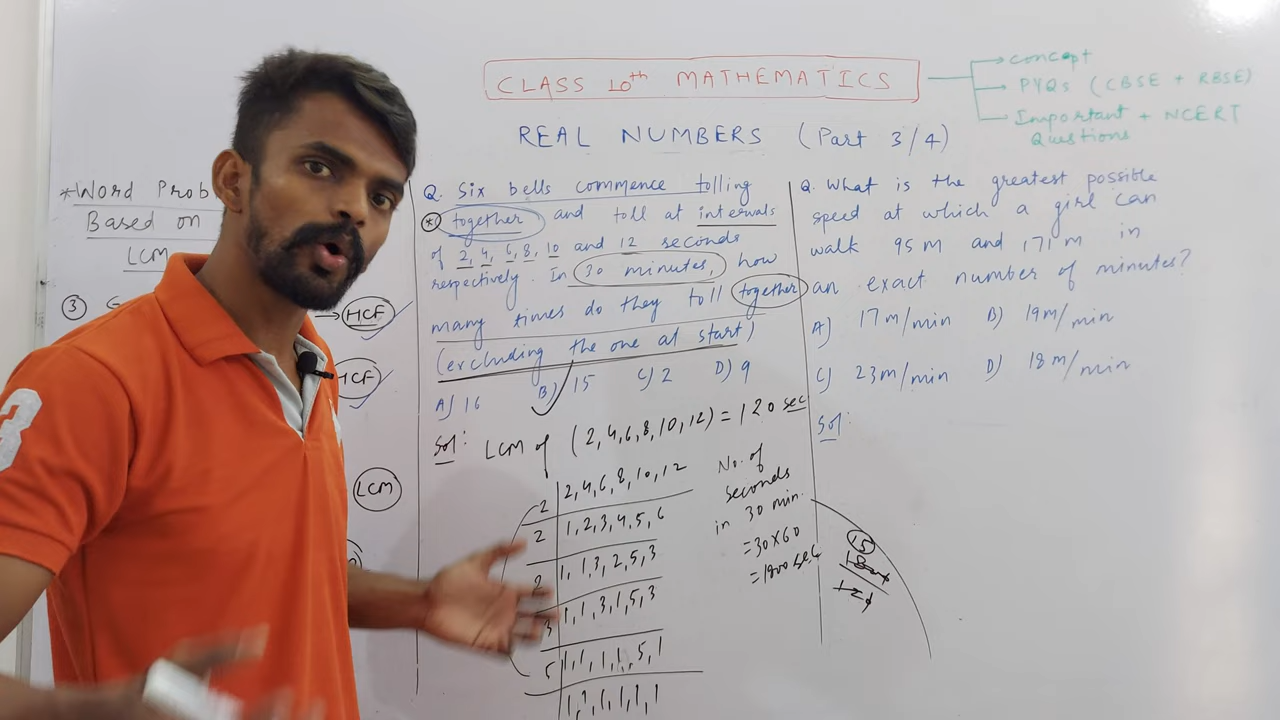 CLASS 10th MATHEMATICS
Concept
PYQs (CBSE + RBSE)
Important + NCERT
Questions
REAL NUMBERS (Part 3/4)
*Word Prob
Based on
LCM
3
HCF
HCF
LCM
Q. Six bells commence tolling
* together and toll at intervals
of 2, 4, 6, 8, 10 and 12 seconds
respectively. In 30 minutes, how
many times do they toll together
(excluding the one at start)
A) 16 B) 15 C) 2 D) 9
Sol: LCM of (2,4,6,8,10,12) = 120 sec
2 2,4,6,8,10,12
2 1,2,3,4,5,6
2 1,1,3,2,5,3
3 1,1,3,1,5,3
5 1,1,1,1,5,1
1,1,1,1,1,1
No. of
seconds
in 30 min.
=30×60
=1800 sec
15
1800
120
Q. What is the greatest possible
speed at which a girl can
walk 95 m and 171 m in
an exact number of minutes?
A) 17 m/min B) 19 m/min
C) 23 m/min D) 18 m/min
Sol:
3